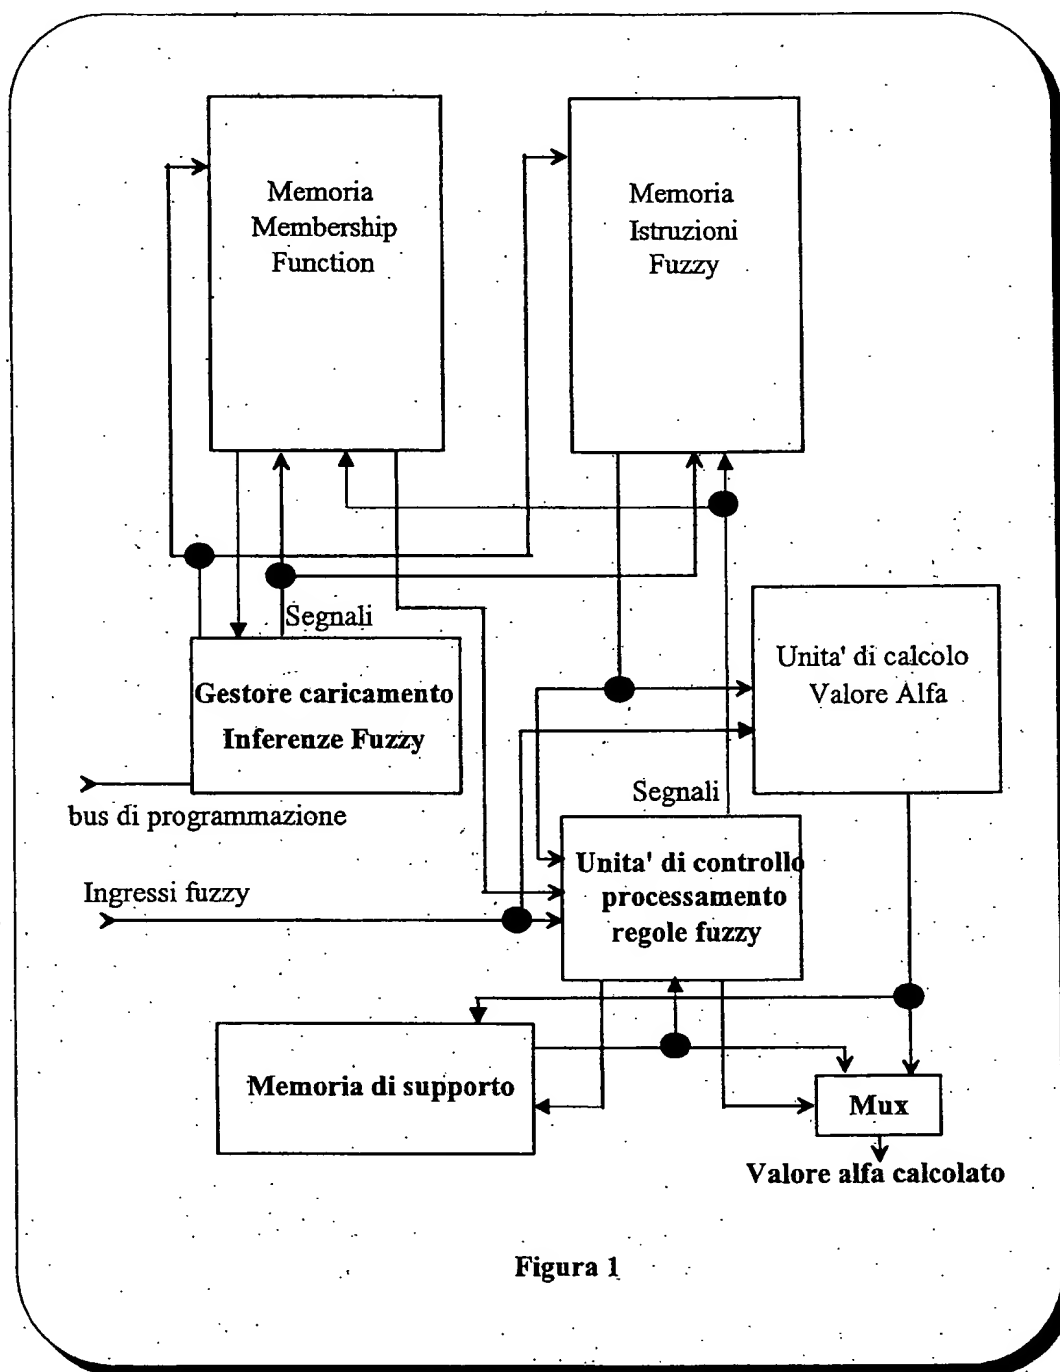 Memoria
Membership
Function
Memoria
Istruzioni
Fuzzy
Segnali
Gestore caricamento
Inferenze Fuzzy
Unita' di calcolo
Valore Alfa
bus di programmazione
Segnali
Ingressi fuzzy
Unita' di controllo
processamento
regole fuzzy
Memoria di supporto
Mux
Valore alfa calcolato
Figura 1